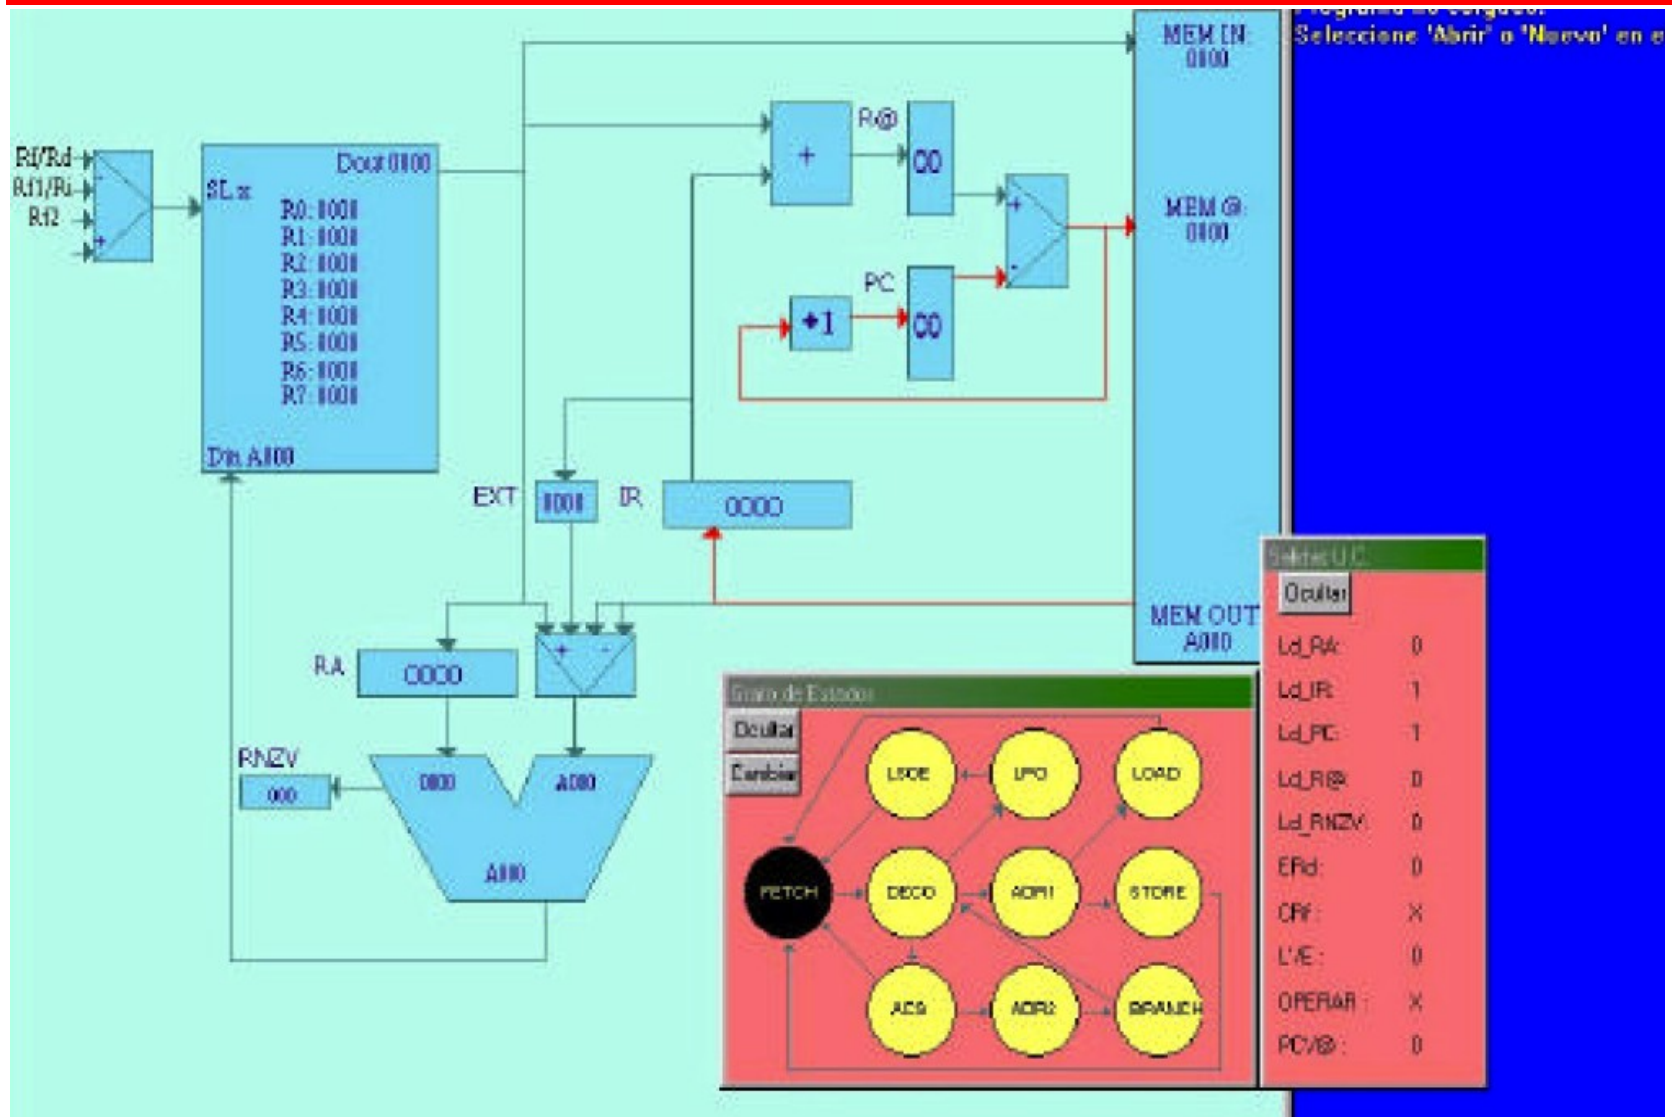 Seleccione 'Abrir' o 'Nuevo' en e
MEM IN:
0000
MEM @:
0000
MEM OUT
A000
Rf/Rd
Rf1/Ri
Rf2
-
+
SL x
Dout 0000
R0: 0000
R1: 0000
R2: 0000
R3: 0000
R4: 0000
R5: 0000
R6: 0000
R7: 0000
Din A000
+
R@
00
+
-
PC
+1
00
EXT
0000
IR
0000
RA
0000
+
-
RNZV
000
0000
A000
A000
Grafo de Estados
Ocultar
Cambiar
LOAD
FETCH
DECO
ADR1
STORE
ADR2
BRANCH
Salidas U.C.
Ocultar
Ld_RA: 0
Ld_IR: 1
Ld_PC: 1
Ld_R@: 0
Ld_RNZV: 0
ERd: 0
CRf : X
L'/E : 0
OPERAR : X
PC'/@ : 0